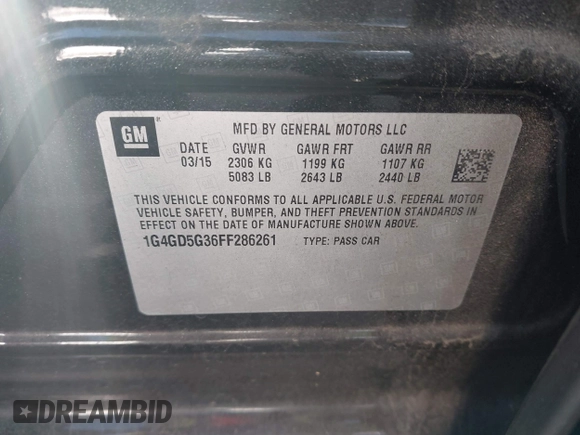 GM
MFD BY GENERAL MOTORS LLC
DATE GVWR GAWR FRT GAWR RR
03/15 2306 KG 1199 KG 1107 KG
5083 LB 2643 LB 2440 LB
THIS VEHICLE CONFORMS TO ALL APPLICABLE U.S. FEDERAL MOTOR
VEHICLE SAFETY, BUMPER, AND THEFT PREVENTION STANDARDS IN
EFFECT ON THE DATE OF MANUFACTURE SHOWN ABOVE.
1G4GD5G36FF286261 TYPE: PASS CAR
DREAMBID